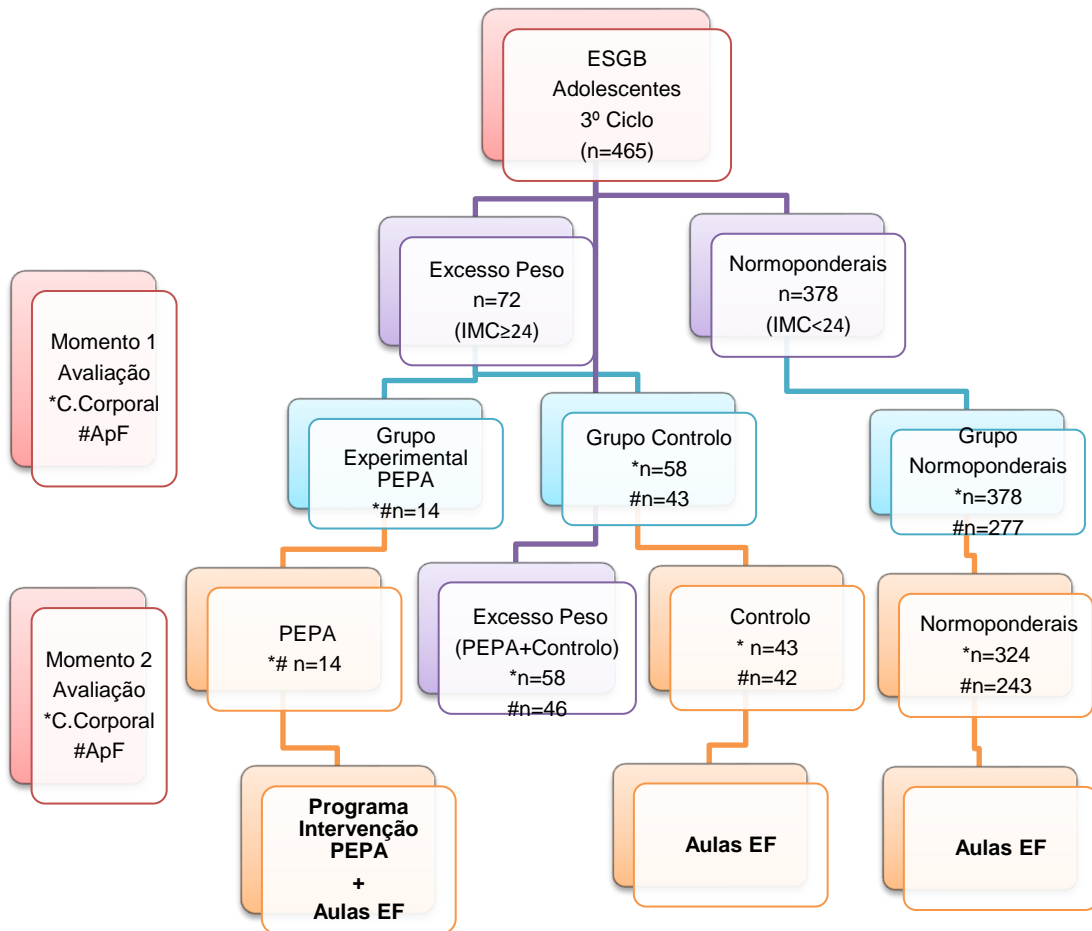 ESGB
Adolescentes
3º Ciclo
(n=465)
Excesso Peso
n=72
(IMC≥24)
Normoponderais
n=378
(IMC<24)
Momento 1
Avaliação
*C.Corporal
#ApF
Grupo
Experimental
PEPA
*#n=14
Grupo Controlo
*n=58
#n=43
Grupo
Normoponderais
*n=378
#n=277
Momento 2
Avaliação
*C.Corporal
#ApF
PEPA
*# n=14
Excesso Peso
(PEPA+Controlo)
*n=58
#n=46
Controlo
* n=43
#n=42
Normoponderais
*n=324
#n=243
Programa
Intervenção
PEPA
+
Aulas EF
Aulas EF
Aulas EF